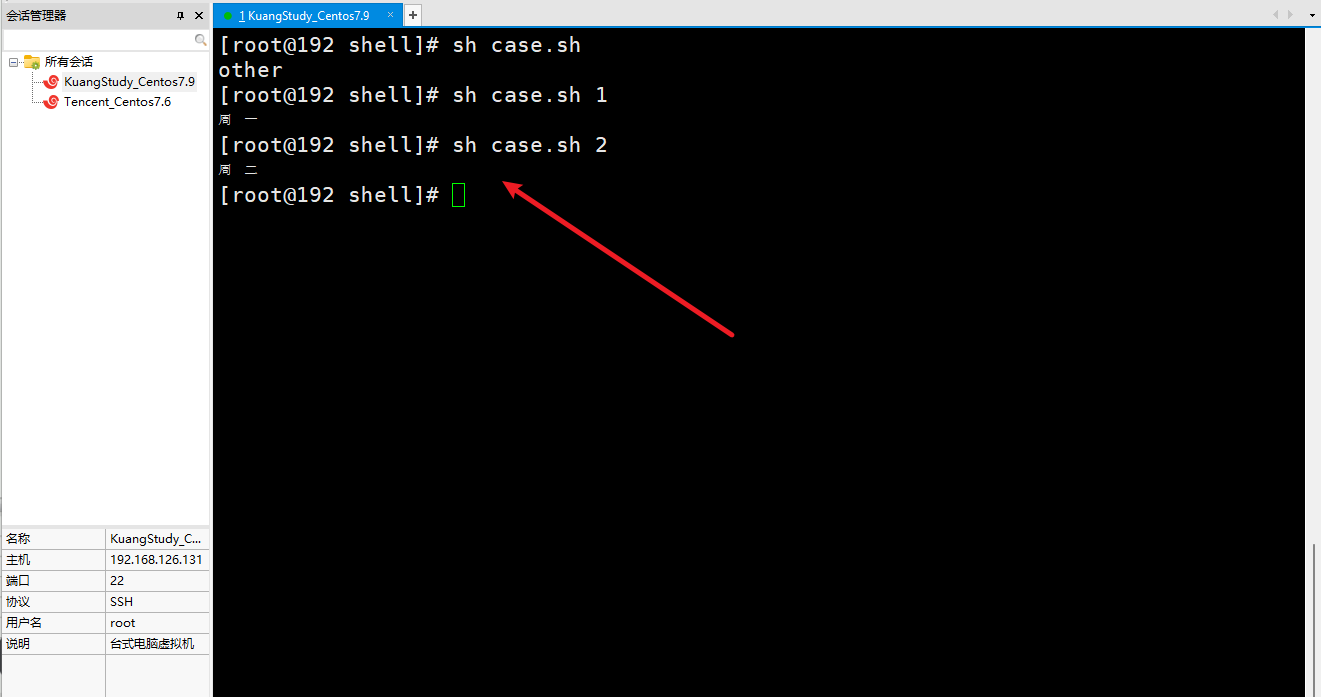 会话管理器
所有会话
KuangStudy_Centos7.9
Tencent_Centos7.6
名称 KuangStudy_C...
主机 192.168.126.131
端口 22
协议 SSH
用户名 root
说明 台式电脑虚拟机
1 KuangStudy_Centos7.9
[root@192 shell]# sh case.sh
other
[root@192 shell]# sh case.sh 1
周一
[root@192 shell]# sh case.sh 2
周二
[root@192 shell]#